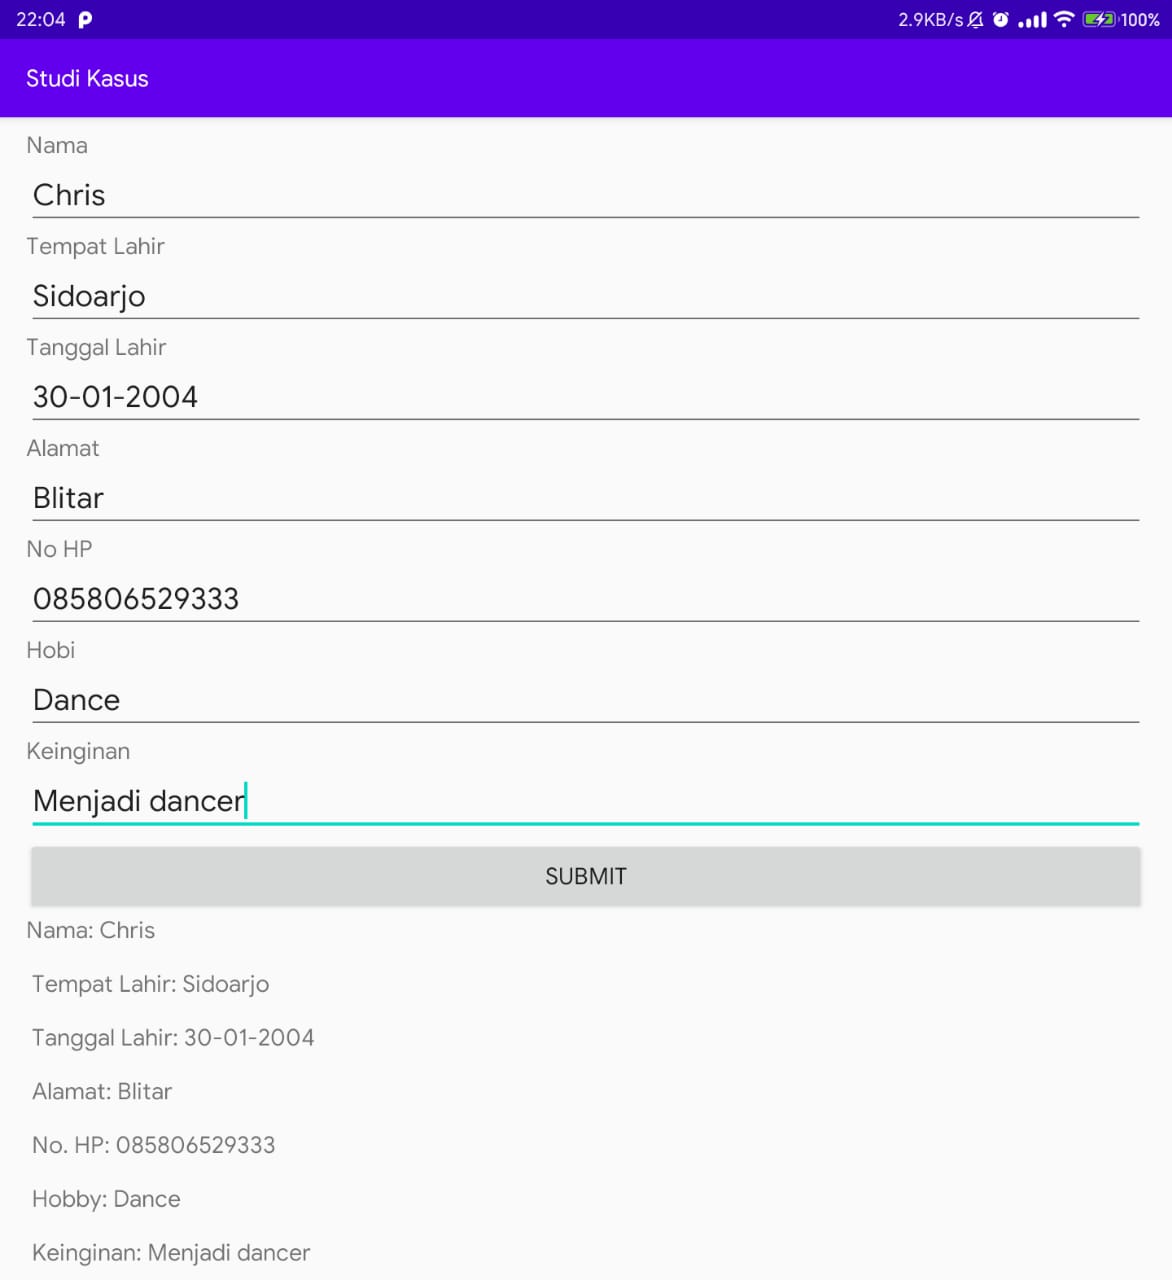 22:04 2.9KB/s 100%
Studi Kasus
Nama
Chris
Tempat Lahir
Sidoarjo
Tanggal Lahir
30-01-2004
Alamat
Blitar
No HP
085806529333
Hobi
Dance
Keinginan
Menjadi dancer
SUBMIT
Nama: Chris
Tempat Lahir: Sidoarjo
Tanggal Lahir: 30-01-2004
Alamat: Blitar
No. HP: 085806529333
Hobby: Dance
Keinginan: Menjadi dancer